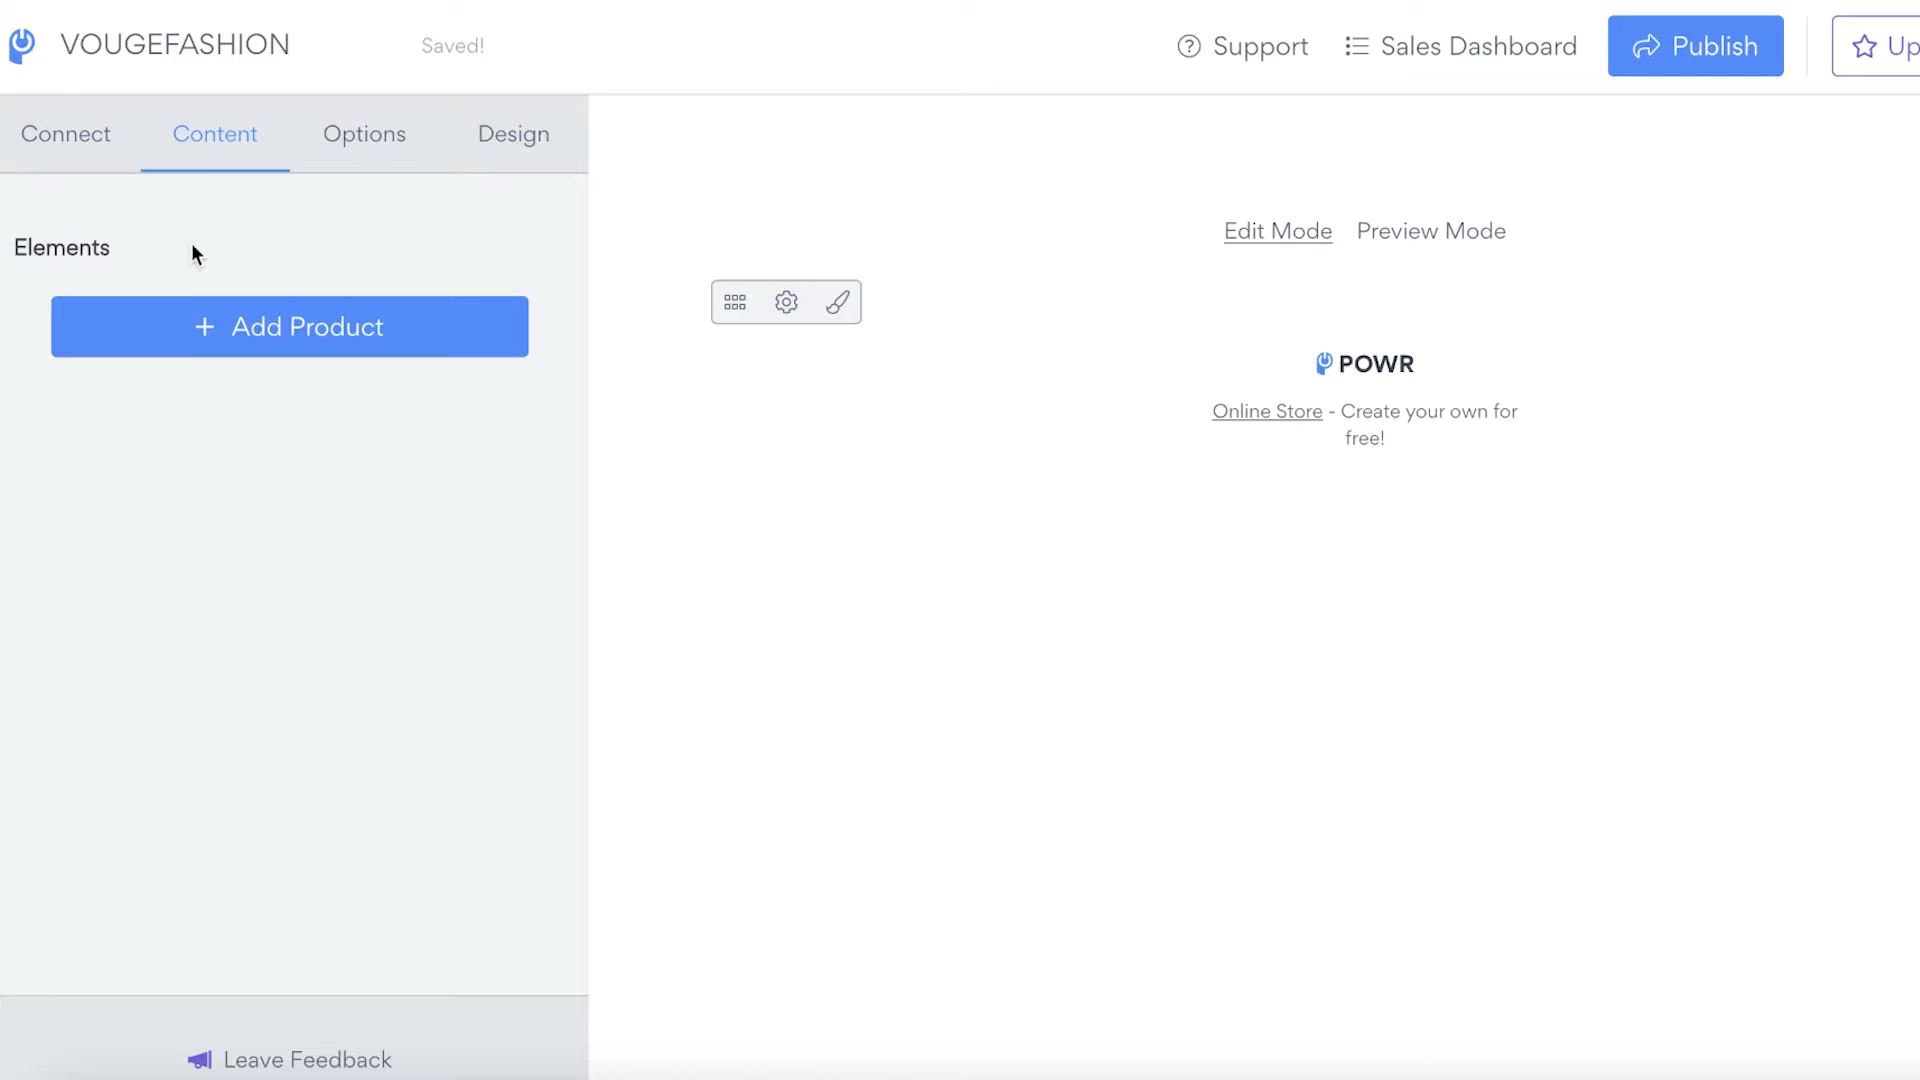 VOUGEFASHION
Saved!
Support
Sales Dashboard
Publish
Up
Connect
Content
Options
Design
Elements
+ Add Product
Edit Mode
Preview Mode
POWR
Online Store - Create your own for
free!
Leave Feedback